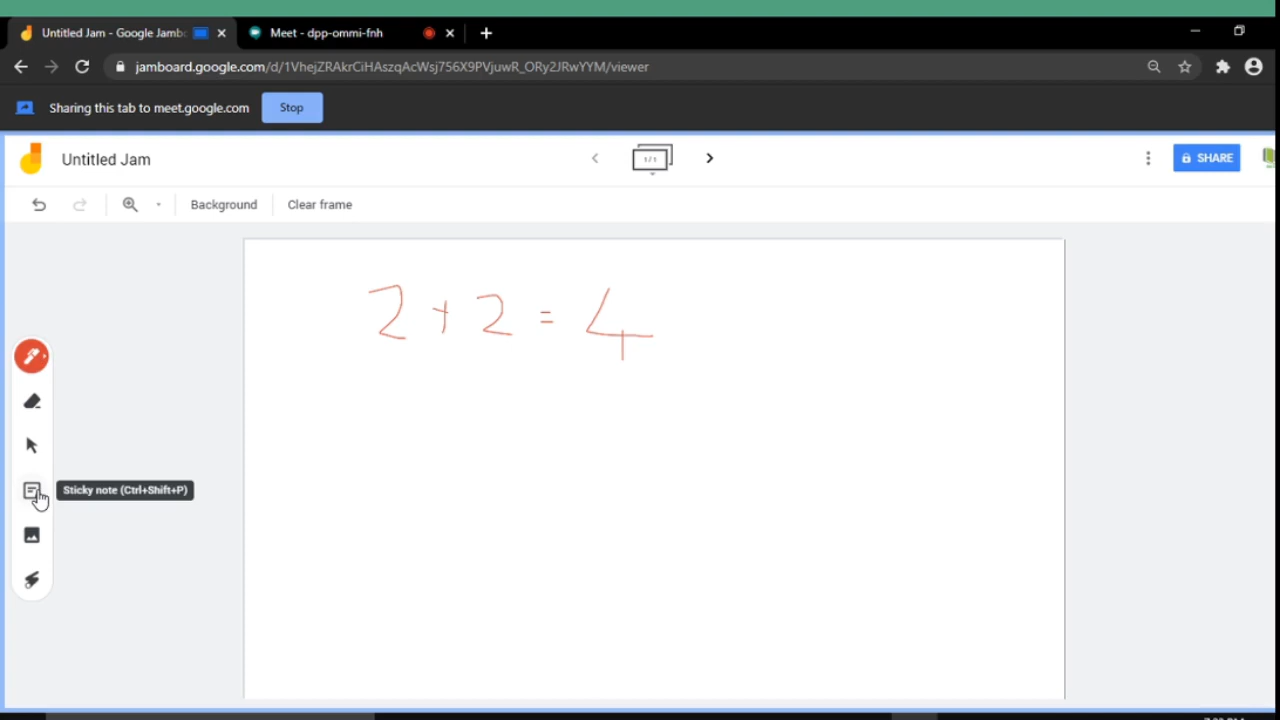 Untitled Jam - Google Jambo
Meet - dpp-ommi-fnh
jamboard.google.com/d/1VhejZRAkrCiHAszqAcWsj756X9PVjuwR_ORy2JRwYYM/viewer
Sharing this tab to meet.google.com
Stop
Untitled Jam
1/1
SHARE
Background
Clear frame
2 + 2 = 4
Sticky note (Ctrl+Shift+P)